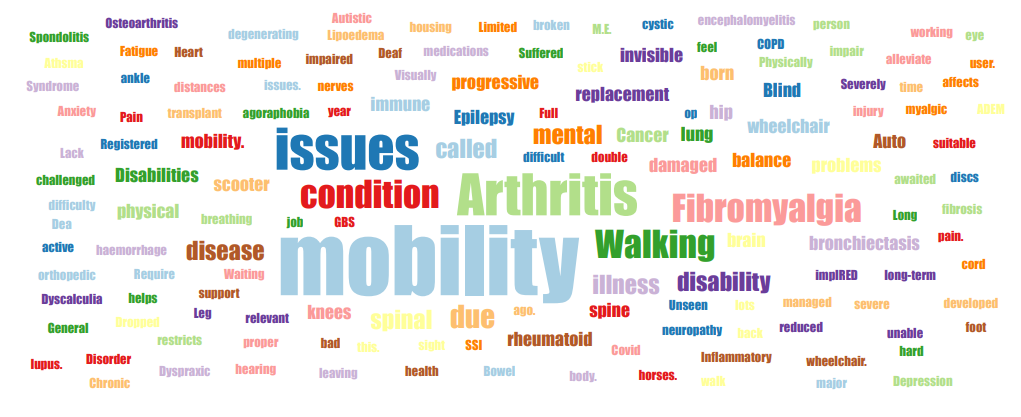 Osteoarthritis
Autistic
Spondolitis
degenerating
Lipoedema
housing
Limited
broken
M.E.
cystic
encephalomyelitis
person
working
eye
Asthma
Fatigue
Heart
multiple
impaired
Deaf
medications
Suffered
stick
invisible
feel
COPD
Physically
impair
alleviate
user.
Syndrome
ankle
distances
issues.
nerves
Visually
progressive
replacement
born
Blind
Severely
time
affects
Anxiety
Pain
transplant
agoraphobia
year
immune
Epilepsy
Full
op
hip
wheelchair
injury
myalgic
Lack
Registered
mobility.
issues
called
difficult
mental
double
Cancer
lung
damaged
balance
Auto
problems
suitable
challenged
Disabilities
scooter
condition
Arthritis
Fibromyalgia
awaited
discs
difficulty
Dea
physical
breathing
job
GBS
Long
fibrosis
active
haemorrhage
disease
mobility
Walking
brain
bronchiectasis
pain.
orthopedic
Require
Waiting
illness
disability
impIRED
long-term
cord
Dyscalculia
helps
support
Leg
relevant
knees
spinal
due
ago.
spine
Unseen
lets
managed
severe
developed
General
Dropped
restricts
proper
bad
this.
sight
SSI
rheumatoid
Covid
neuropathy
back
reduced
unable
foot
lupus.
Disorder
Chronic
Dyspraxic
hearing
leaving
health
Bowel
body.
horses.
walk
Inflammatory
wheelchair.
major
hard
Depression